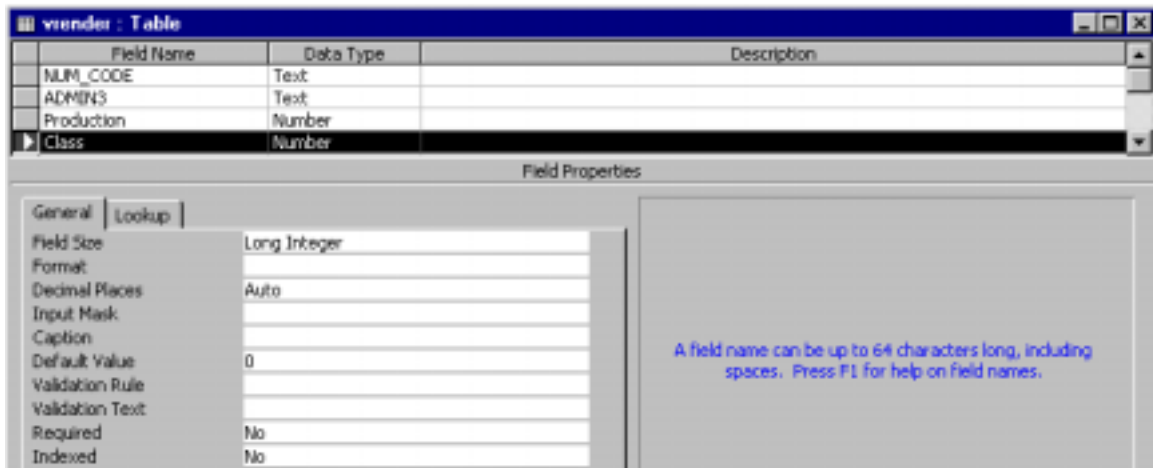 vrender : Table
Field Name Data Type Description
NUM_CODE Text
ADMIN3 Text
Production Number
Class Number
Field Properties
General Lookup
Field Size Long Integer
Format
Decimal Places Auto
Input Mask
Caption
Default Value 0
Validation Rule
Validation Text
Required No
Indexed No
A field name can be up to 64 characters long, including
spaces. Press F1 for help on field names.